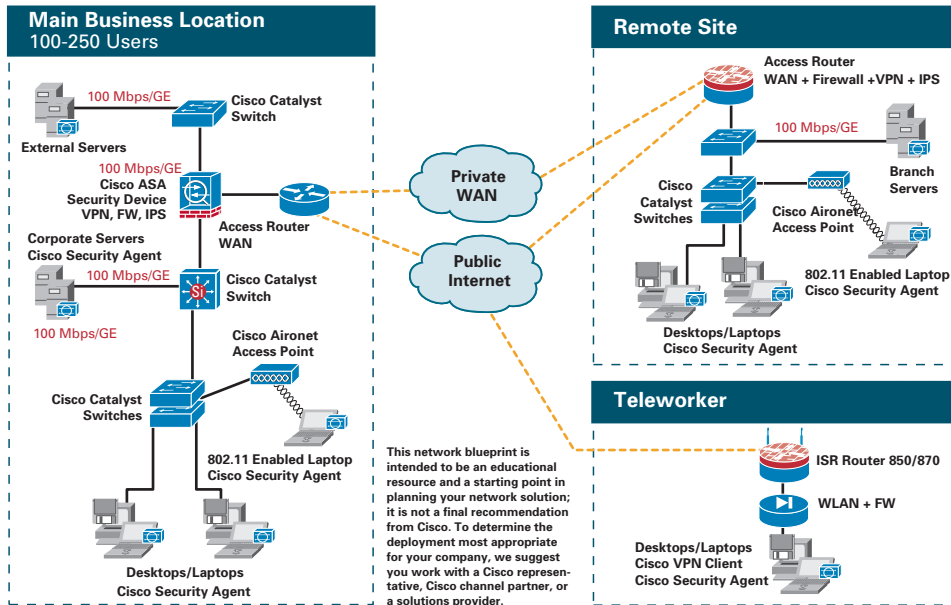 Main Business Location
100-250 Users
100 Mbps/GE
Cisco Catalyst
Switch
External Servers
100 Mbps/GE
Cisco ASA
Security Device
VPN, FW, IPS
Access Router
WAN
Corporate Servers
Cisco Security Agent
100 Mbps/GE
Si
Cisco Catalyst
Switch
100 Mbps/GE
Cisco Aironet
Access Point
Cisco Catalyst
Switches
802.11 Enabled Laptop
Cisco Security Agent
Desktops/Laptops
Cisco Security Agent
Private
WAN
Public
Internet
This network blueprint is
intended to be an educational
resource and a starting point in
planning your network solution;
it is not a final recommendation
from Cisco. To determine the
deployment most appropriate
for your company, we suggest
you work with a Cisco represen-
tative, Cisco channel partner, or
a solutions provider.
Remote Site
Access Router
WAN + Firewall +VPN + IPS
100 Mbps/GE
Branch
Servers
Cisco
Catalyst
Switches
Cisco Aironet
Access Point
802.11 Enabled Laptop
Cisco Security Agent
Desktops/Laptops
Cisco Security Agent
Teleworker
ISR Router 850/870
WLAN + FW
Desktops/Laptops
Cisco VPN Client
Cisco Security Agent